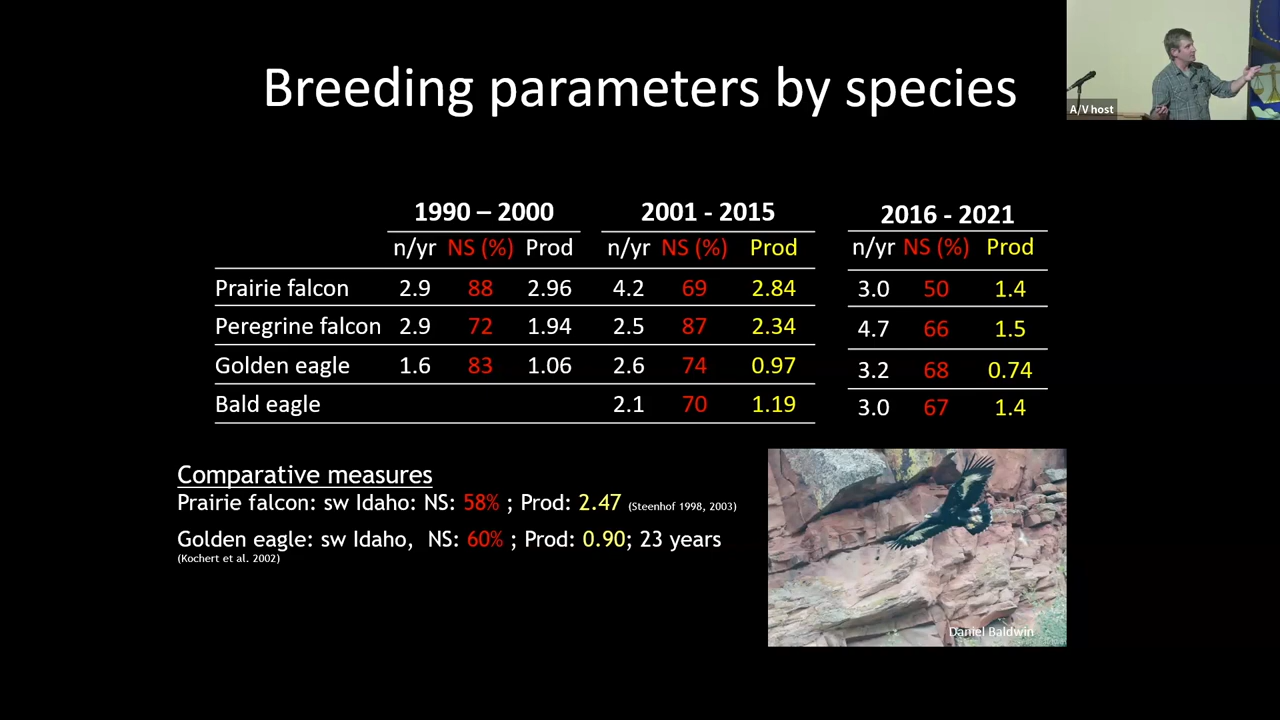 A/V host
Breeding parameters by species
1990 – 2000 2001 - 2015 2016 - 2021
n/yr NS (%) Prod n/yr NS (%) Prod n/yr NS (%) Prod
Prairie falcon 2.9 88 2.96 4.2 69 2.84 3.0 50 1.4
Peregrine falcon 2.9 72 1.94 2.5 87 2.34 4.7 66 1.5
Golden eagle 1.6 83 1.06 2.6 74 0.97 3.2 68 0.74
Bald eagle 2.1 70 1.19 3.0 67 1.4
Comparative measures
Prairie falcon: sw Idaho: NS: 58% ; Prod: 2.47 (Steenhof 1998, 2003)
Golden eagle: sw Idaho, NS: 60% ; Prod: 0.90; 23 years
(Kochert et al. 2002)
Daniel Baldwin